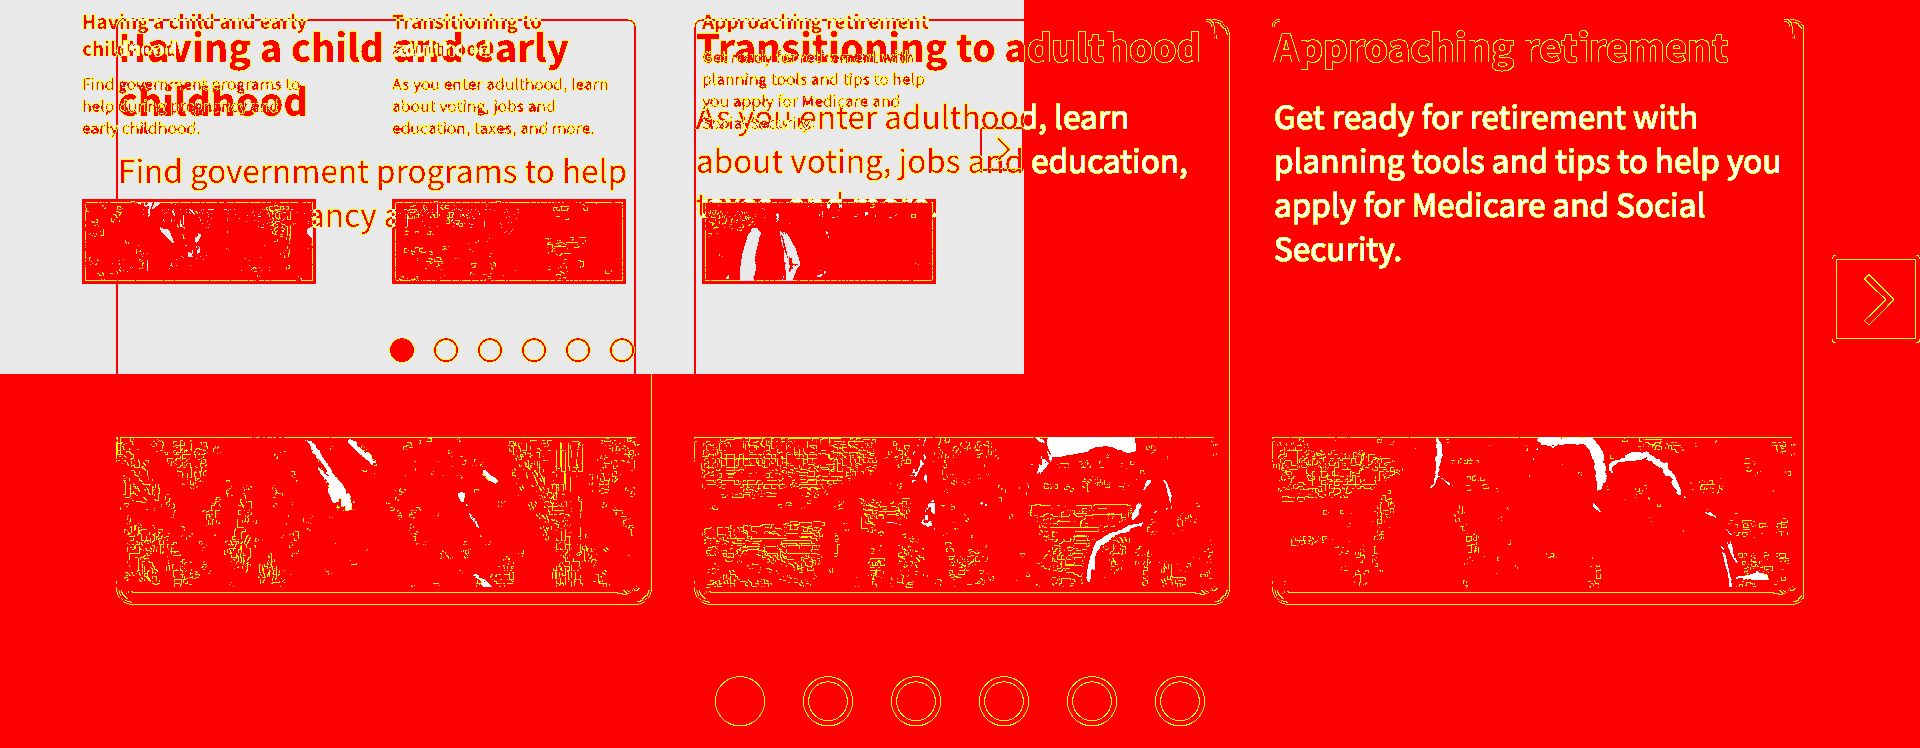 Having a child and early
childhood.
Find government programs to
help during pregnancy and
early childhood.
Transitioning to
adulthood
As you enter adulthood, learn
about voting, jobs and
education, taxes, and more.
Approaching retirement
Get ready for retirement with
planning tools and tips to help
you apply for Medicare and
Social Security.
Having a child and early
childhood
Find government programs to help
ancy a
Transitioning to adulthood
As you enter adulthood, learn
about voting, jobs and education,
taxes, and more.
Approaching retirement
Get ready for retirement with
planning tools and tips to help you
apply for Medicare and Social
Security.